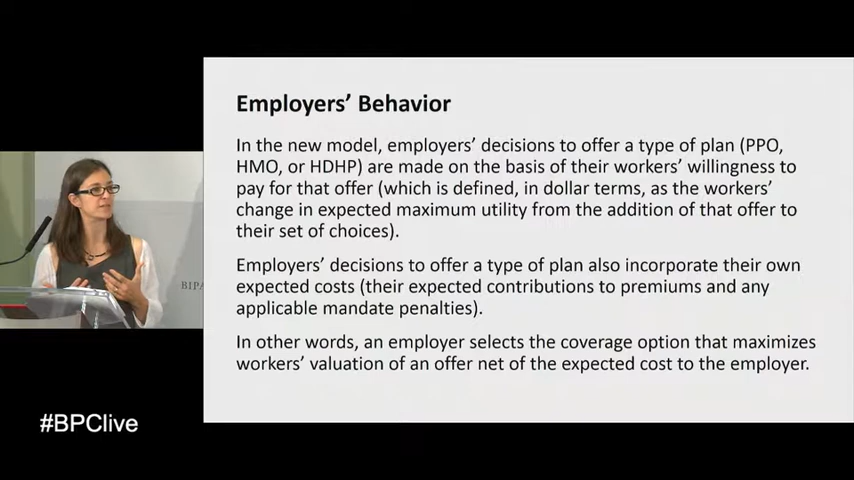 Employers' Behavior
In the new model, employers' decisions to offer a type of plan (PPO,
HMO, or HDHP) are made on the basis of their workers' willingness to
pay for that offer (which is defined, in dollar terms, as the workers'
change in expected maximum utility from the addition of that offer to
their set of choices).
Employers' decisions to offer a type of plan also incorporate their own
expected costs (their expected contributions to premiums and any
applicable mandate penalties).
In other words, an employer selects the coverage option that maximizes
workers' valuation of an offer net of the expected cost to the employer.
BIPA
#BPClive